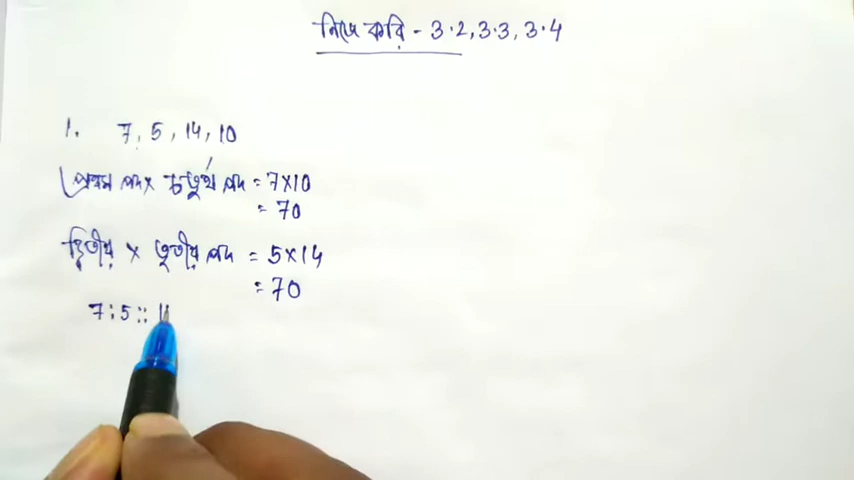 নিজে করি - 3·2, 3·3, 3·4
1. 7, 5, 14, 10
প্রথম পদ × চতুর্থ পদ = 7×10
= 70
দ্বিতীয় × তৃতীয় পদ = 5×14
= 70
7:5::1